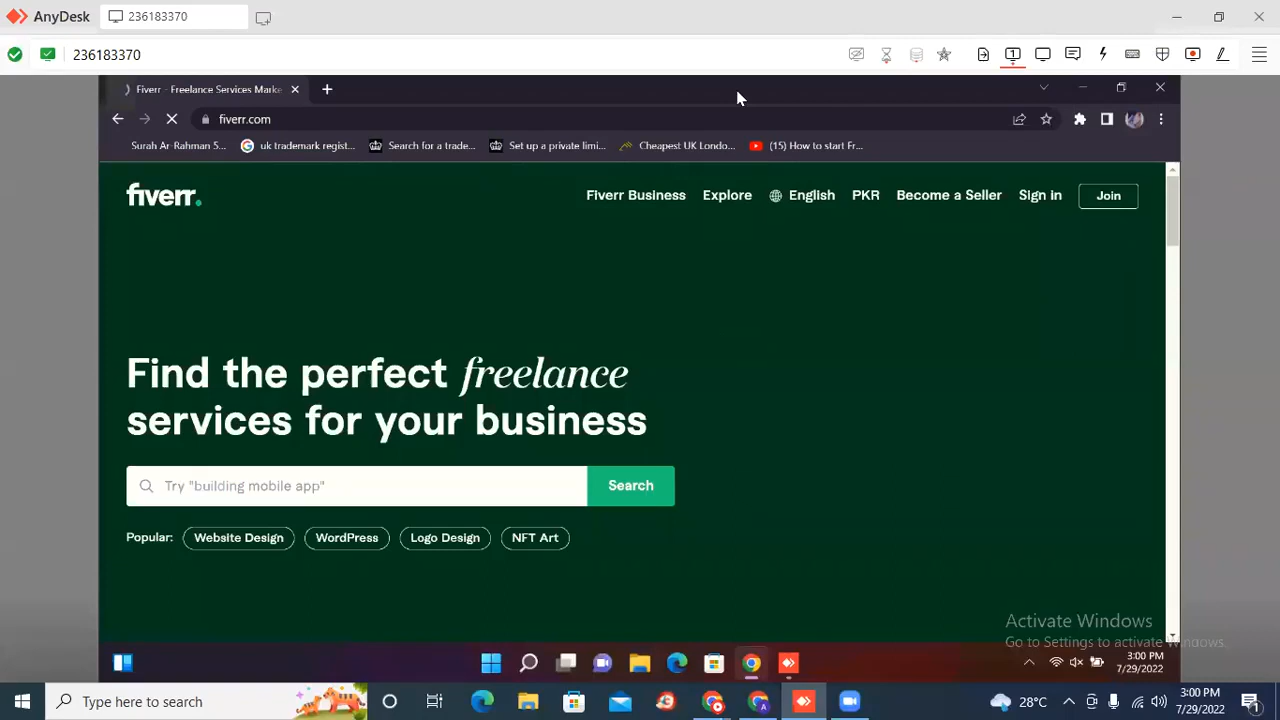 AnyDesk
236183370
236183370
1
Fiverr - Freelance Services Marke
fiverr.com
Surah Ar-Rahman 5...
uk trademark regist...
Search for a trade...
Set up a private limi...
Cheapest UK Londo...
(15) How to start Fr...
fiverr.
Fiverr Business
Explore
English
PKR
Become a Seller
Sign in
Join
Find the perfect freelance
services for your business
Try "building mobile app"
Search
Popular:
Website Design
WordPress
Logo Design
NFT Art
Activate Windows
Go to Settings to activate Windows.
3:00 PM
7/29/2022
Type here to search
28°C
3:00 PM
7/29/2022
1